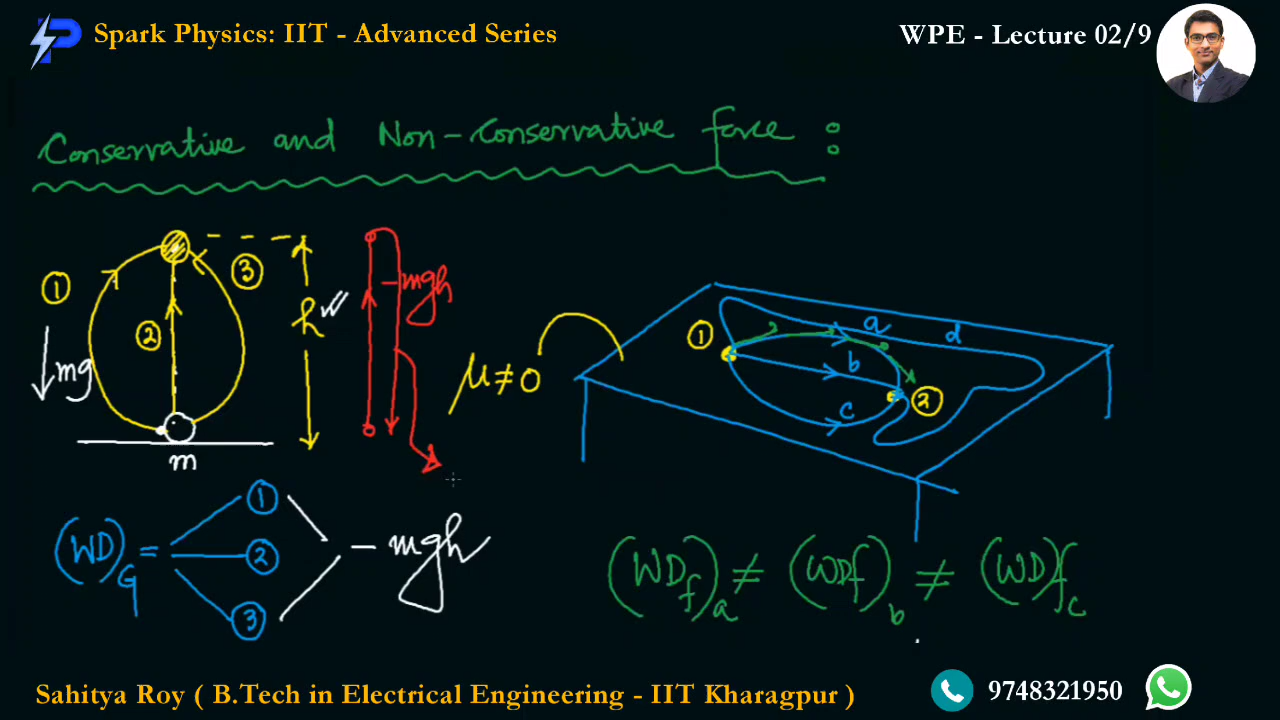 Spark Physics: IIT - Advanced Series
WPE - Lecture 02/9
Conservative and Non-Conservative force :
①
②
③
mg
m
h
-mgh
μ≠0
①
②
a
b
c
d
(WD)G =
①
②
③
- mgh
(WDf)a ≠ (WDf)b ≠ (WD)fc
Sahitya Roy ( B.Tech in Electrical Engineering - IIT Kharagpur )
9748321950